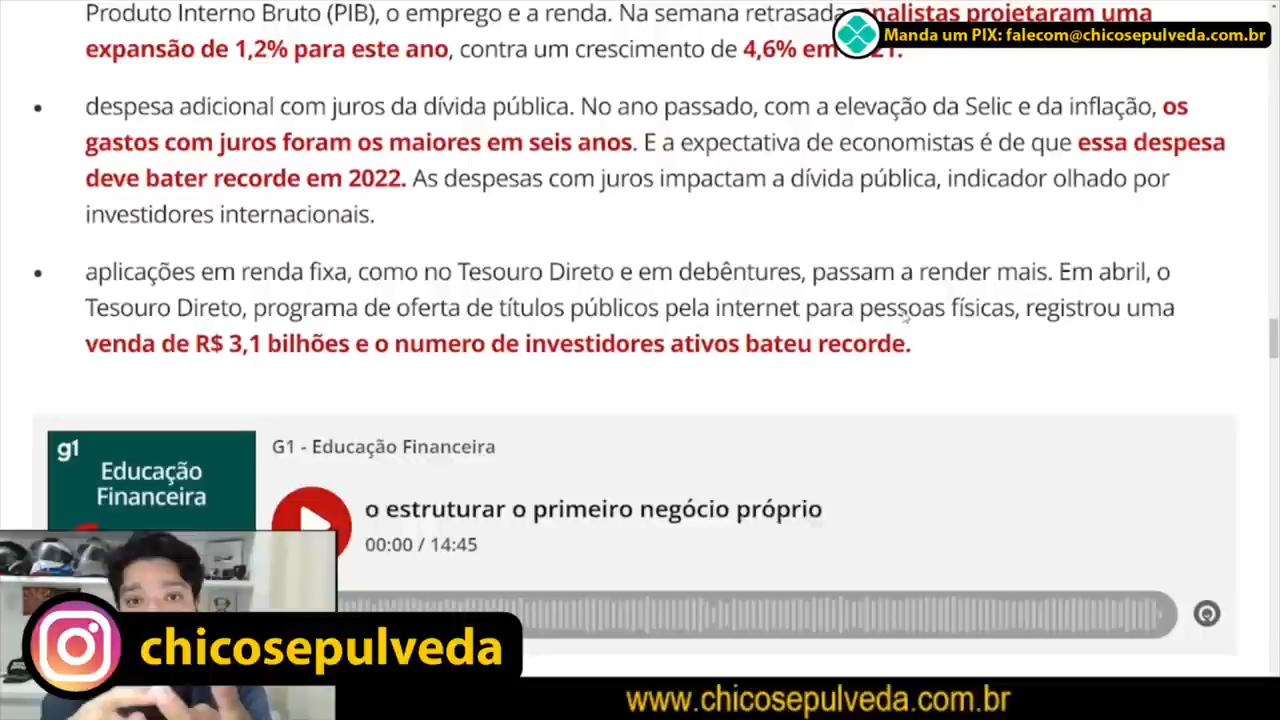 Produto Interno Bruto (PIB), o emprego e a renda. Na semana retrasada, analistas projetaram uma
Manda um PIX: falecom@chicosepulveda.com.br
expansão de 1,2% para este ano, contra um crescimento de 4,6% em
• despesa adicional com juros da dívida pública. No ano passado, com a elevação da Selic e da inflação, os
gastos com juros foram os maiores em seis anos. E a expectativa de economistas é de que essa despesa
deve bater recorde em 2022. As despesas com juros impactam a dívida pública, indicador olhado por
investidores internacionais.
• aplicações em renda fixa, como no Tesouro Direto e em debêntures, passam a render mais. Em abril, o
Tesouro Direto, programa de oferta de títulos públicos pela internet para pessoas físicas, registrou uma
venda de R$ 3,1 bilhões e o numero de investidores ativos bateu recorde.
g1
Educação
Financeira
G1 - Educação Financeira
o estruturar o primeiro negócio próprio
00:00 / 14:45
chicosepulveda
www.chicosepulveda.com.br